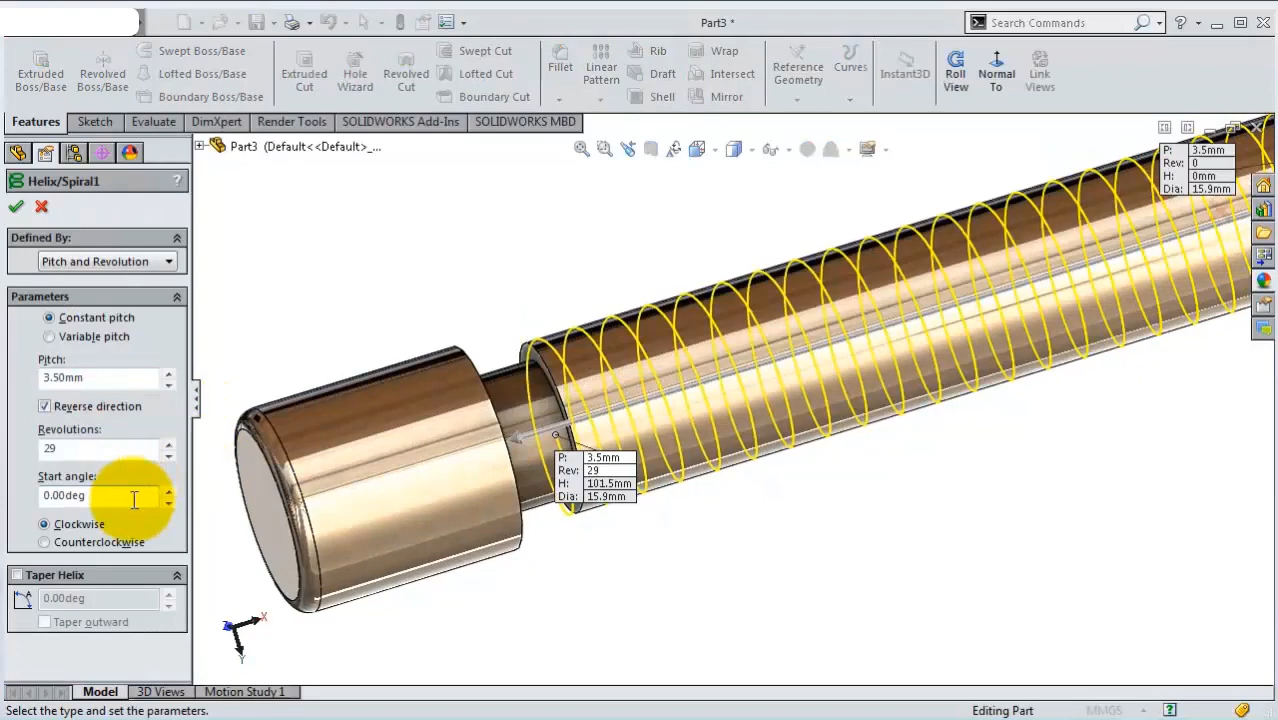 Part3 *
Search Commands
Extruded Boss/Base
Revolved Boss/Base
Swept Boss/Base
Lofted Boss/Base
Boundary Boss/Base
Extruded Cut
Hole Wizard
Revolved Cut
Swept Cut
Lofted Cut
Boundary Cut
Fillet
Linear Pattern
Rib
Draft
Shell
Wrap
Intersect
Mirror
Reference Geometry
Curves
Instant3D
Roll View
Normal To
Link Views
Features
Sketch
Evaluate
DimXpert
Render Tools
SOLIDWORKS Add-Ins
SOLIDWORKS MBD
Part3 (Default<<Default>_...
Helix/Spiral1
?
Defined By:
Pitch and Revolution
Parameters
Constant pitch
Variable pitch
Pitch:
3.50mm
Reverse direction
Revolutions:
29
Start angle:
0.00deg
Clockwise
Counterclockwise
Taper Helix
0.00deg
Taper outward
P: 3.5mm
Rev: 0
H: 0mm
Dia: 15.9mm
P: 3.5mm
Rev: 29
H: 101.5mm
Dia: 15.9mm
X
Y
Z
Model
3D Views
Motion Study 1
Select the type and set the parameters.
Editing Part
MMGS